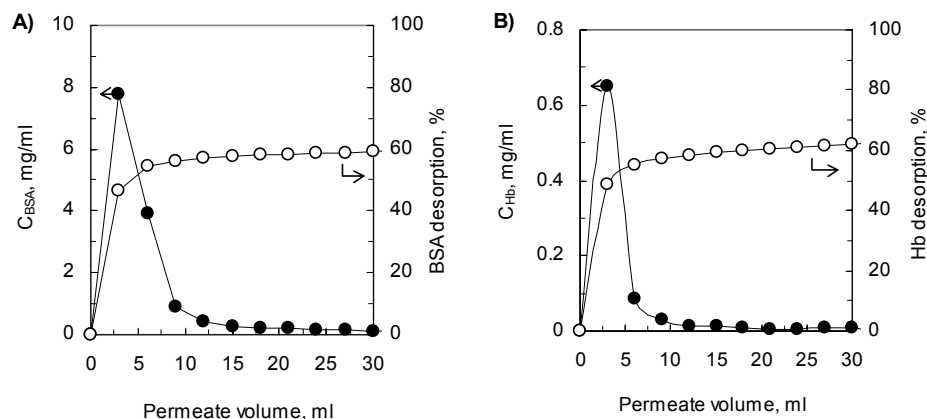 A)
10
8
6
4
2
0
C_BSA, mg/ml
100
80
60
40
20
0
BSA desorption, %
0 5 10 15 20 25 30
Permeate volume, ml
B)
0.8
0.6
0.4
0.2
0
C_Hb, mg/ml
100
80
60
40
20
0
Hb desorption, %
0 5 10 15 20 25 30
Permeate volume, ml